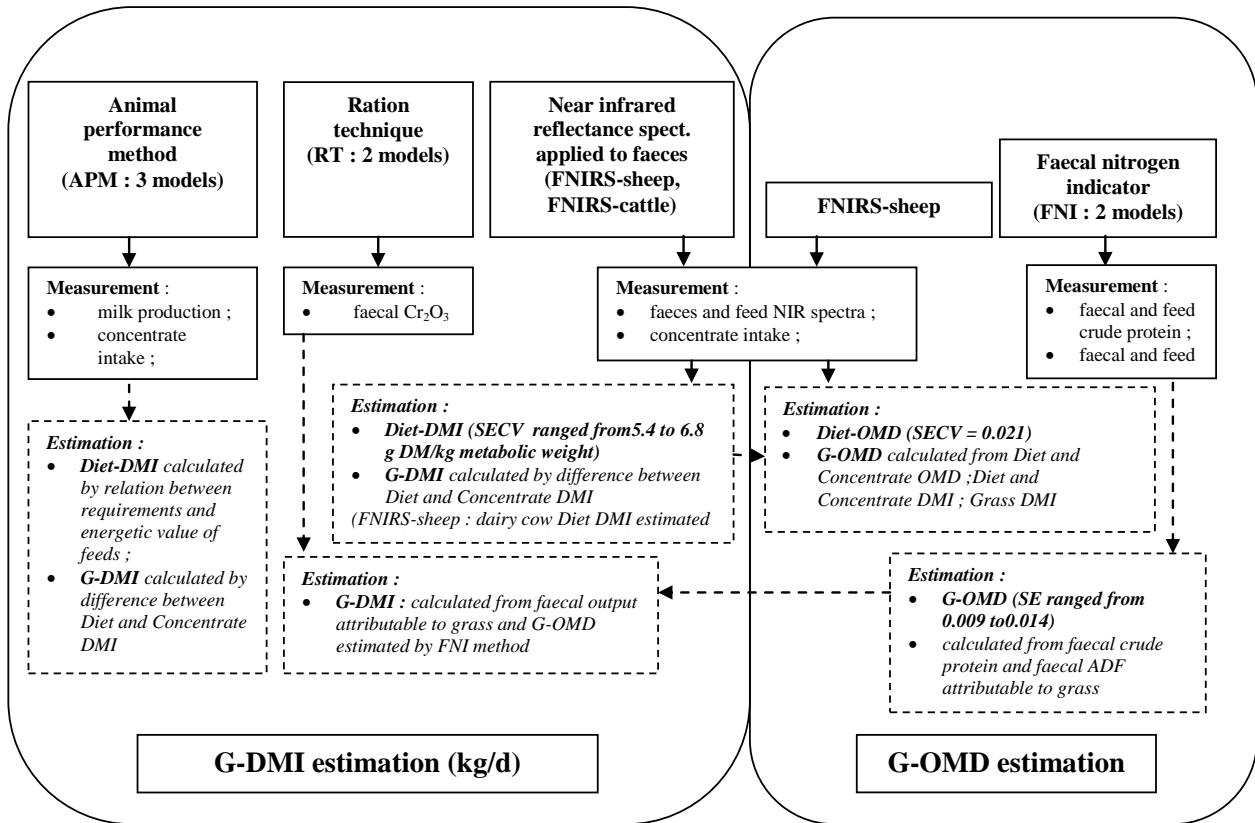 Animal
performance
method
(APM : 3 models)
Ration
technique
(RT : 2 models)
Near infrared
reflectance spect.
applied to faeces
(FNIRS-sheep,
FNIRS-cattle)
FNIRS-sheep
Faecal nitrogen
indicator
(FNI : 2 models)
Measurement :
• milk production ;
• concentrate
intake ;
Measurement :
• faecal Cr₂O₃
Measurement :
• faeces and feed NIR spectra ;
• concentrate intake ;
Measurement :
• faecal and feed
crude protein ;
• faecal and feed
Estimation :
• Diet-DMI calculated
by relation between
requirements and
energetic value of
feeds ;
• G-DMI calculated by
difference between
Diet and Concentrate
DMI
Estimation :
• Diet-DMI (SECV ranged from5.4 to 6.8
g DM/kg metabolic weight)
• G-DMI calculated by difference between
Diet and Concentrate DMI
(FNIRS-sheep : dairy cow Diet DMI estimated
Estimation :
• Diet-OMD (SECV = 0.021)
• G-OMD calculated from Diet and
Concentrate OMD ;Diet and
Concentrate DMI ; Grass DMI
Estimation :
• G-DMI : calculated from faecal output
attributable to grass and G-OMD
estimated by FNI method
Estimation :
• G-OMD (SE ranged from
0.009 to0.014)
• calculated from faecal crude
protein and faecal ADF
attributable to grass
G-DMI estimation (kg/d)
G-OMD estimation